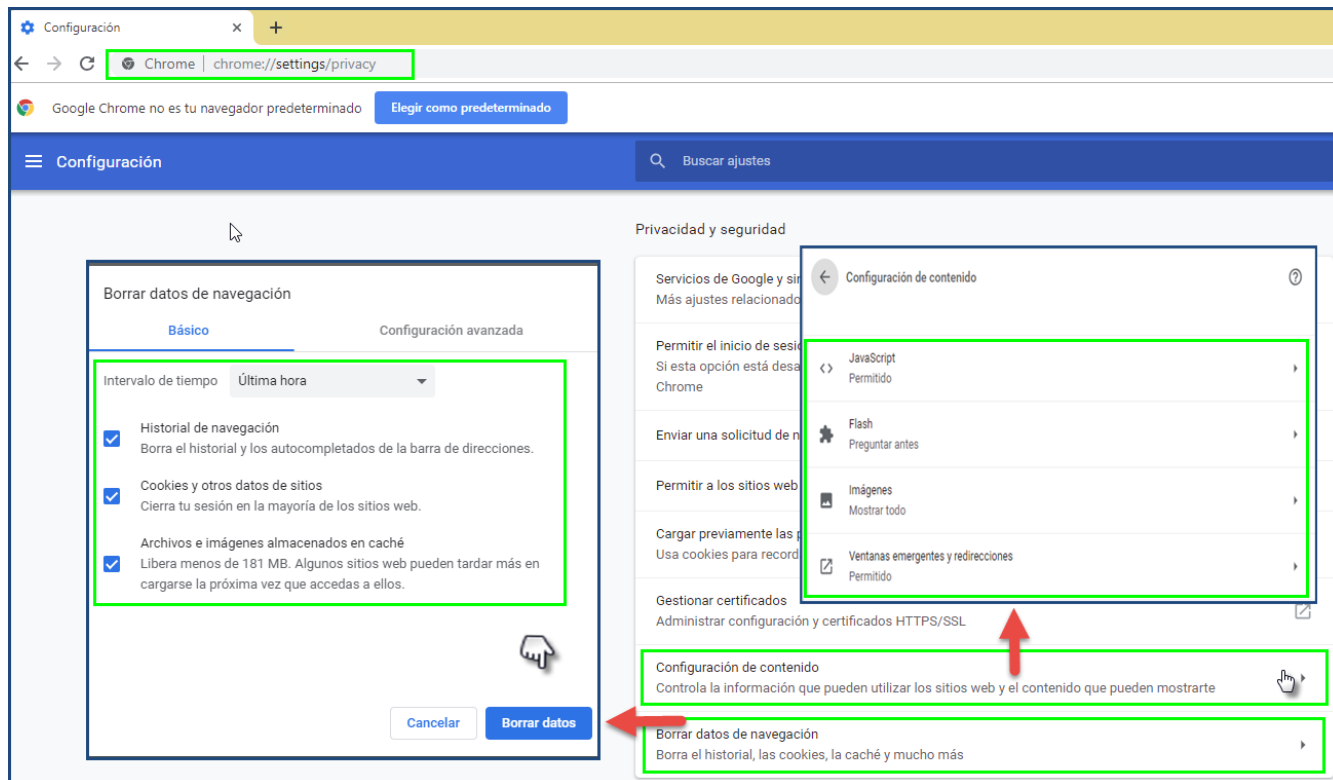 Configuración
Chrome | chrome://settings/privacy
Google Chrome no es tu navegador predeterminado
Elegir como predeterminado
Configuración
Buscar ajustes
Privacidad y seguridad
Borrar datos de navegación
Básico
Configuración avanzada
Intervalo de tiempo
Última hora
Historial de navegación
Borra el historial y los autocompletados de la barra de direcciones.
Cookies y otros datos de sitios
Cierra tu sesión en la mayoría de los sitios web.
Archivos e imágenes almacenados en caché
Libera menos de 181 MB. Algunos sitios web pueden tardar más en
cargarse la próxima vez que accedas a ellos.
Cancelar
Borrar datos
Servicios de Google y
Más ajustes
Permitir el inicio de
Si esta opción está
Chrome
Enviar una solicitud de
Permitir a los sitios web
Cargar previamente las
Usa cookies para
Gestionar certificados
Administrar configuración y certificados HTTPS/SSL
Configuración de contenido
Controla la información que pueden utilizar los sitios web y el contenido que pueden mostrarte
Borrar datos de navegación
Borra el historial, las cookies, la caché y mucho más
Configuración de contenido
JavaScript
Permitido
Flash
Preguntar antes
Imágenes
Mostrar todo
Ventanas emergentes y redirecciones
Permitido